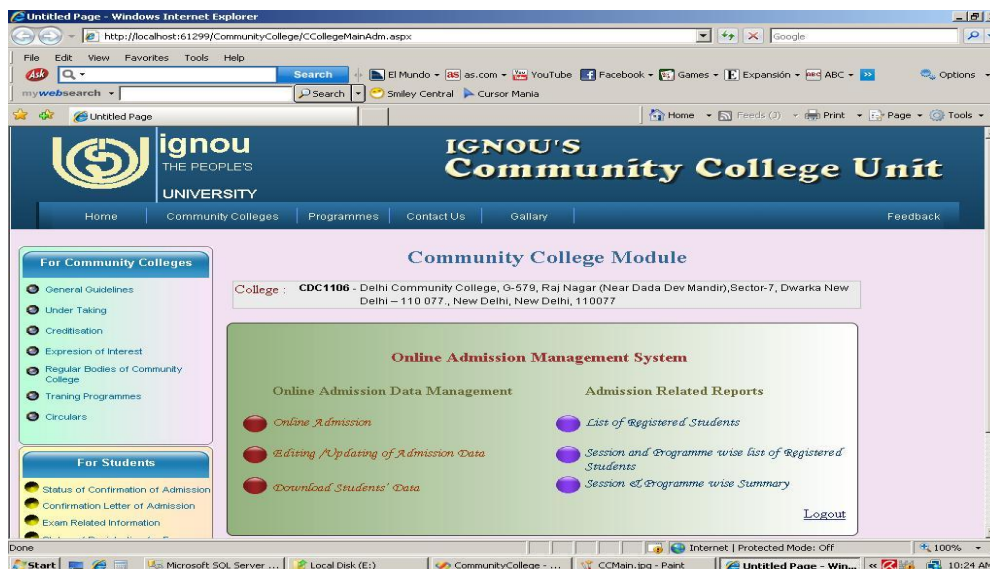 Untitled Page - Windows Internet Explorer
http://localhost:61299/CommunityCollege/CCollegeMainAdm.aspx
Google
File Edit View Favorites Tools Help
Ask Search El Mundo as as.com YouTube Facebook Games E Expansión ABC Options
mywebsearch Search Smiley Central Cursor Mania
Untitled Page Home Feeds (J) Print Page Tools
ignou
THE PEOPLE'S
UNIVERSITY
IGNOU'S
Community College Unit
Home Community Colleges Programmes Contact Us Gallary Feedback
For Community Colleges
General Guidelines
Under Taking
Creditisation
Expresion of Interest
Regular Bodies of Community
College
Traning Programmes
Circulars
For Students
Status of Confirmation of Admission
Confirmation Letter of Admission
Exam Related Information
Community College Module
College : CDC1106 - Delhi Community College, G-579, Raj Nagar (Near Dada Dev Mandir),Sector-7, Dwarka New
Delhi – 110 077., New Delhi, New Delhi, 110077
Online Admission Management System
Online Admission Data Management
Online Admission
Editing /Updating of Admission Data
Download Students' Data
Admission Related Reports
List of Registered Students
Session and Programme wise list of Registered
Students
Session & Programme wise Summary
Logout
Done Internet | Protected Mode: Off 100%
Start Microsoft SQL Server ... Local Disk (E:) CommunityCollege - ... CCMain.jpg - Paint Untitled Page - Win... 10:24 AM